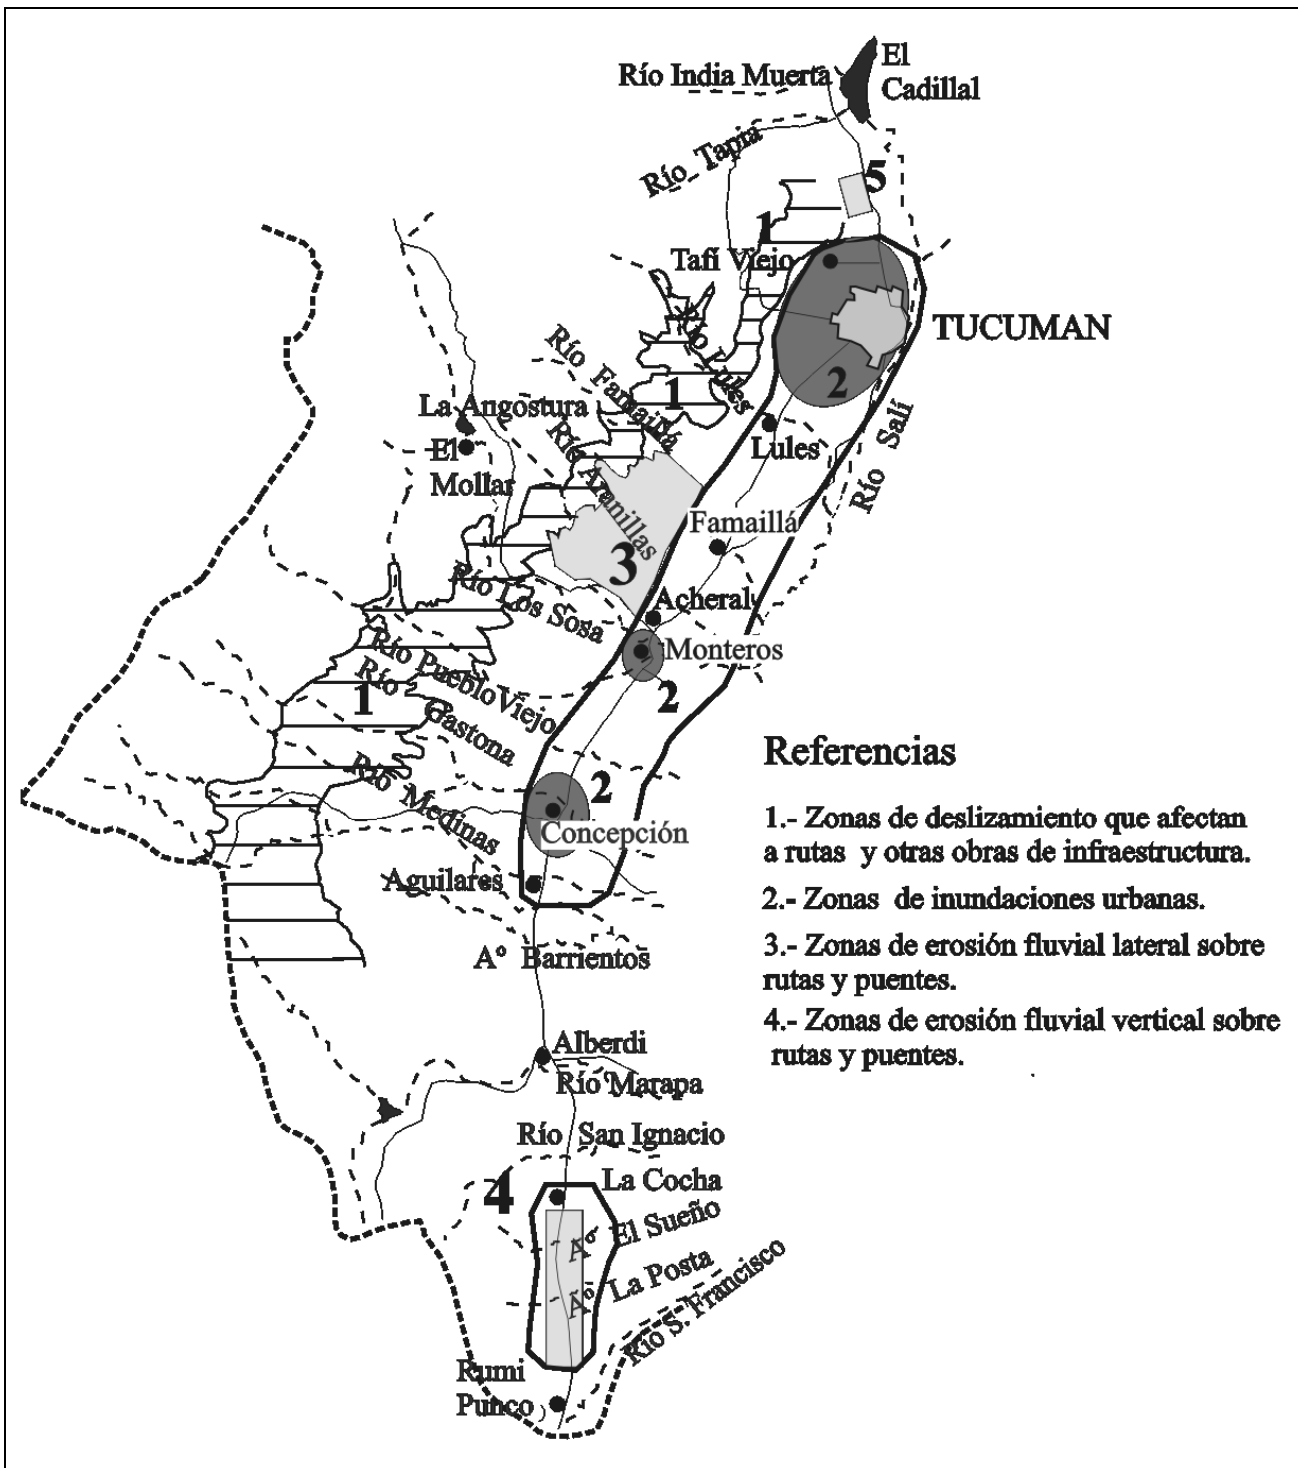 El
Cadillal
Río India Muerta
Río Tapia
5
1
Tafí Viejo
TUCUMAN
Río Lules
Río Famaillá
2
1
La Angostura
El
Mollar
Lules
Río Salí
Río Aranillas
Famaillá
3
Río Los Sosa
Acheral
Monteros
Río Pueblo Viejo
Río Gastona
1
2
Río Medinas
2
Concepción
Aguilares
Aº Barrientos
Alberdi
Río Marapa
Río San Ignacio
4
La Cocha
Aº El Sueño
Aº La Posta
Río S. Francisco
Rumi
Punco
Referencias
1.- Zonas de deslizamiento que afectan
a rutas y otras obras de infraestructura.
2.- Zonas de inundaciones urbanas.
3.- Zonas de erosión fluvial lateral sobre
rutas y puentes.
4.- Zonas de erosión fluvial vertical sobre
rutas y puentes.